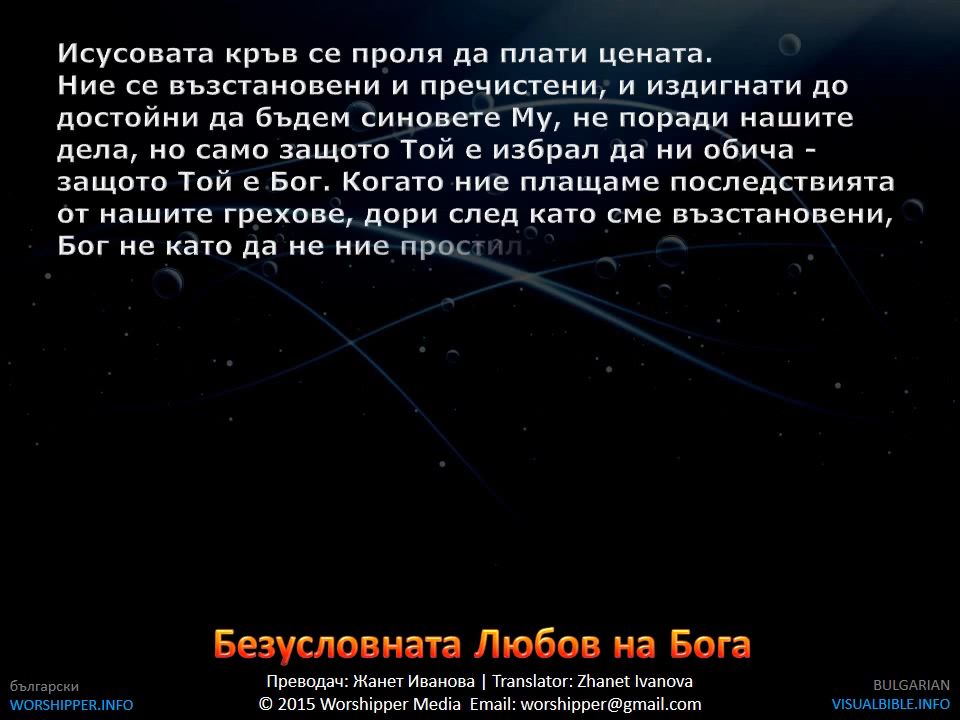 Исусовата кръв се проля да плати цената.
Ние се възстановени и пречистени, и издигнати до
достойни да бъдем синовете Му, не поради нашите
дела, но само защото Той е избрал да ни обича -
защото Той е Бог. Когато ние плащаме последствията
от нашите грехове, дори след като сме възстановени,
Бог не като да не ние простил.
Безусловната Любов на Бога
Преводач: Жанет Иванова | Translator: Zhanet Ivanova
© 2015 Worshipper Media Email: worshipper@gmail.com
български
WORSHIPPER.INFO
BULGARIAN
VISUALBIBLE.INFO